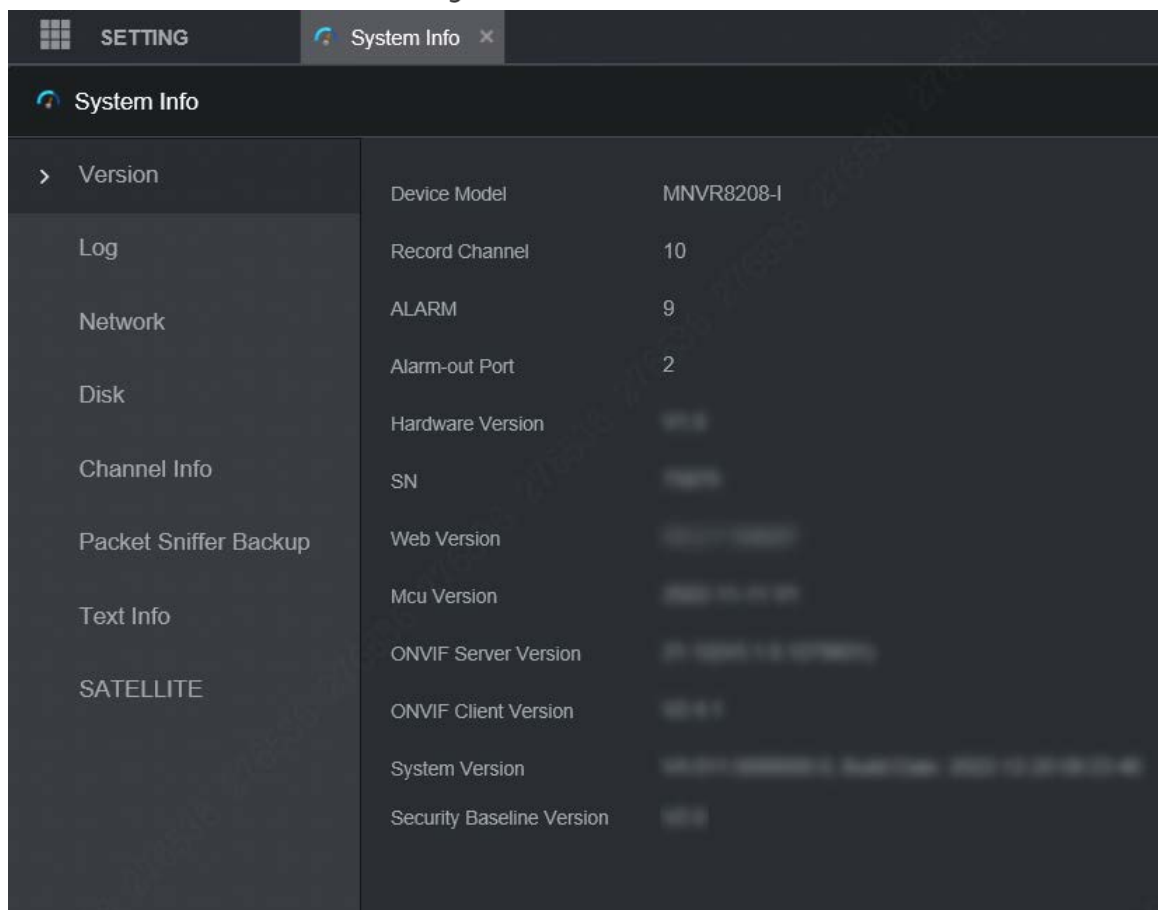 SETTING System Info ×
System Info
> Version
Log
Network
Disk
Channel Info
Packet Sniffer Backup
Text Info
SATELLITE
Device Model MNVR8208-I
Record Channel 10
ALARM 9
Alarm-out Port 2
Hardware Version
SN
Web Version
Mcu Version
ONVIF Server Version
ONVIF Client Version
System Version
Security Baseline Version